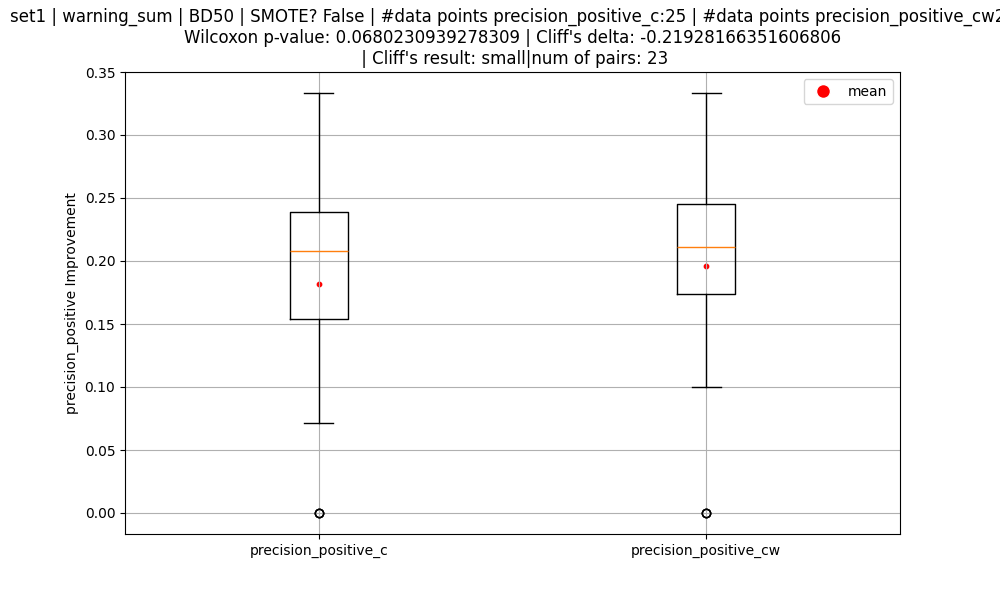 set1 | warning_sum | BD50 | SMOTE? False | #data points precision_positive_c:25 | #data points precision_positive_cw2
Wilcoxon p-value: 0.0680230939278309 | Cliff's delta: -0.21928166351606806
| Cliff's result: small|num of pairs: 23
mean
0.35
0.30
0.25
0.20
0.15
0.10
0.05
0.00
precision_positive Improvement
precision_positive_c
precision_positive_cw